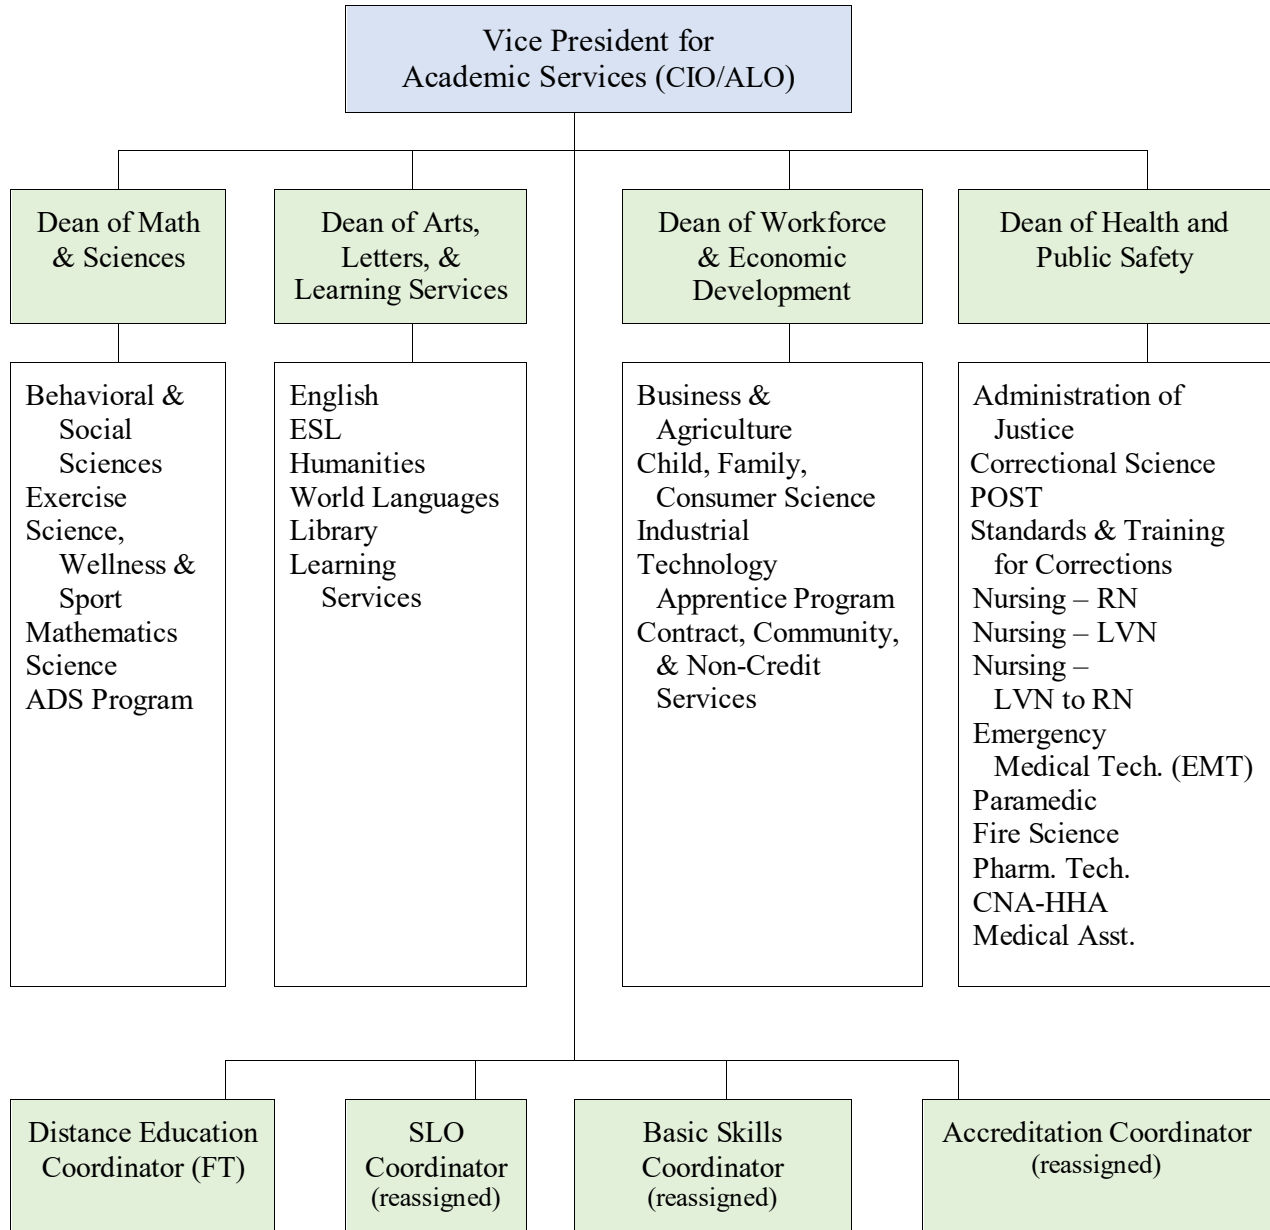 Vice President for
Academic Services (CIO/ALO)
Dean of Math
& Sciences
Dean of Arts,
Letters, &
Learning Services
Dean of Workforce
& Economic
Development
Dean of Health and
Public Safety
Behavioral &
Social
Sciences
Exercise
Science,
Wellness &
Sport
Mathematics
Science
ADS Program
English
ESL
Humanities
World Languages
Library
Learning
Services
Business &
Agriculture
Child, Family,
Consumer Science
Industrial
Technology
Apprentice Program
Contract, Community,
& Non-Credit
Services
Administration of
Justice
Correctional Science
POST
Standards & Training
for Corrections
Nursing – RN
Nursing – LVN
Nursing –
LVN to RN
Emergency
Medical Tech. (EMT)
Paramedic
Fire Science
Pharm. Tech.
CNA-HHA
Medical Asst.
Distance Education
Coordinator (FT)
SLO
Coordinator
(reassigned)
Basic Skills
Coordinator
(reassigned)
Accreditation Coordinator
(reassigned)